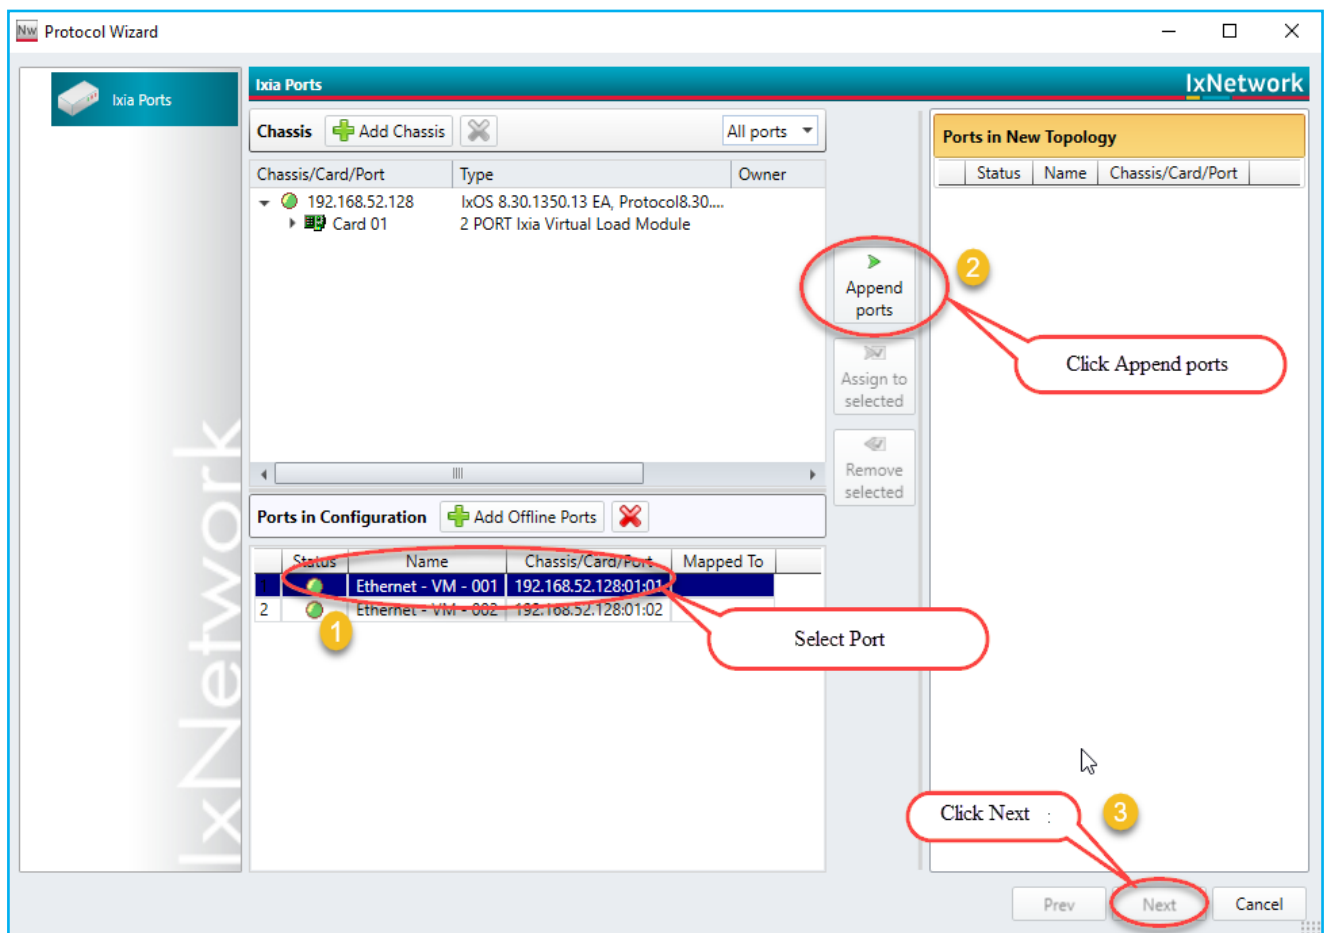 Nw Protocol Wizard
Ixia Ports
Ixia Ports
IxNetwork
Chassis
Add Chassis
All ports
Chassis/Card/Port Type Owner
192.168.52.128 IxOS 8.30.1350.13 EA, Protocol8.30....
Card 01 2 PORT Ixia Virtual Load Module
Append
ports
Assign to
selected
Remove
selected
Ports in New Topology
Status Name Chassis/Card/Port
2
Click Append ports
Ports in Configuration
Add Offline Ports
Status Name Chassis/Card/Port Mapped To
1 Ethernet - VM - 001 192.168.52.128:01:01
2 Ethernet - VM - 002 192.168.52.128:01:02
1
Select Port
Click Next :
3
Prev
Next
Cancel
IxNetwork